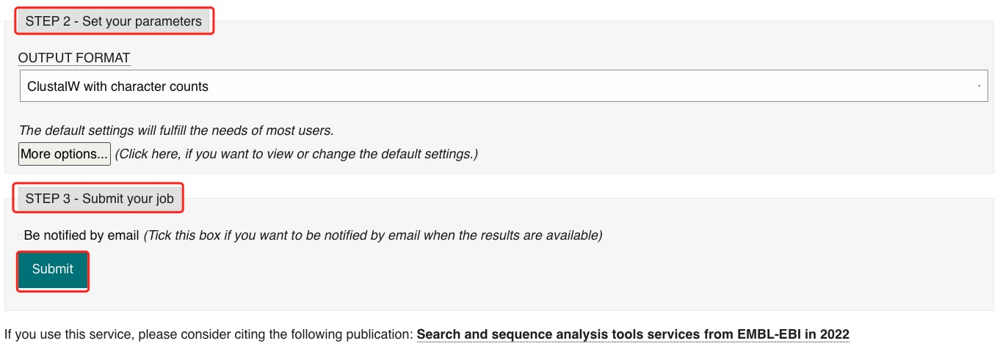 STEP 2 - Set your parameters
OUTPUT FORMAT
ClustalW with character counts
The default settings will fulfill the needs of most users.
More options... (Click here, if you want to view or change the default settings.)
STEP 3 - Submit your job
Be notified by email (Tick this box if you want to be notified by email when the results are available)
Submit
If you use this service, please consider citing the following publication: Search and sequence analysis tools services from EMBL-EBI in 2022